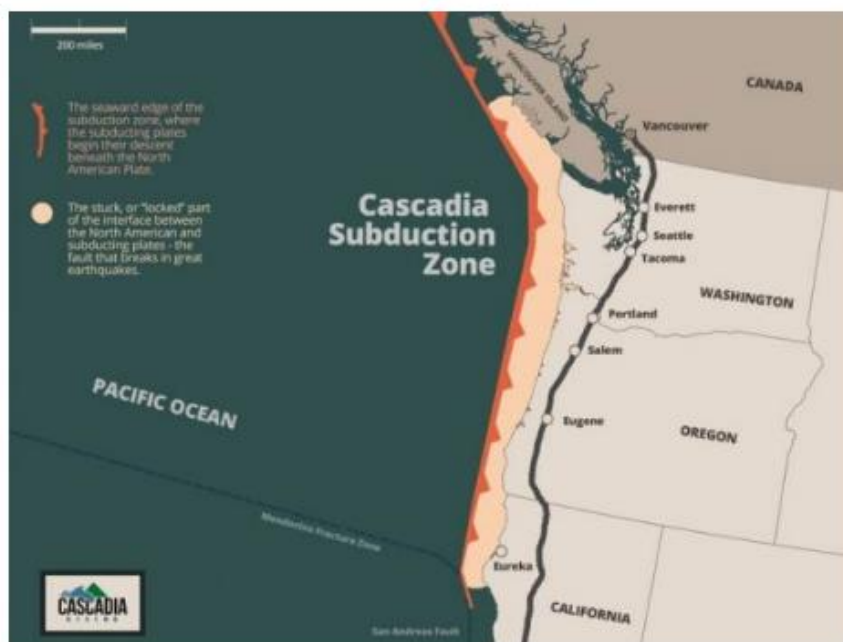 200 miles
The seaward edge of the
subduction zone, where
the subducting plates
begin their descent
beneath the North
American Plate.
The stuck, or "locked" part
of the interface between
the North American and
subducting plates - the
fault that breaks in great
earthquakes.
Cascadia
Subduction
Zone
PACIFIC OCEAN
VANCOUVER ISLAND
CANADA
Vancouver
Everett
Seattle
Tacoma
WASHINGTON
Portland
Salem
Eugene
OREGON
Mendocino Fracture Zone
Eureka
CALIFORNIA
San Andreas Fault
CASCADIA
RISING